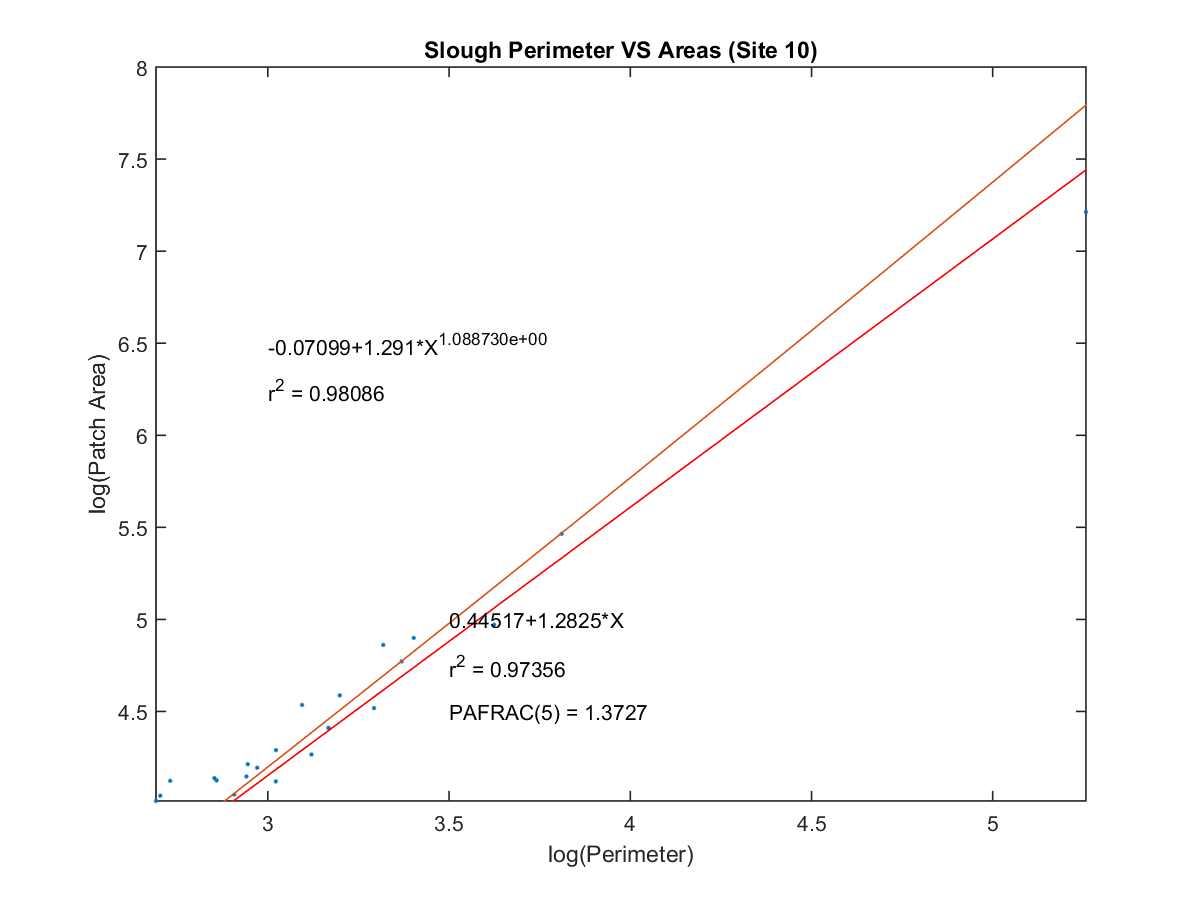 Slough Perimeter VS Areas (Site 10)
8
7.5
7
6.5
6
5.5
5
4.5
log(Patch Area)
-0.07099+1.291*X^1.088730e+00
r^2 = 0.98086
0.44517+1.2825*X
r^2 = 0.97356
PAFRAC(5) = 1.3727
3 3.5 4 4.5 5
log(Perimeter)